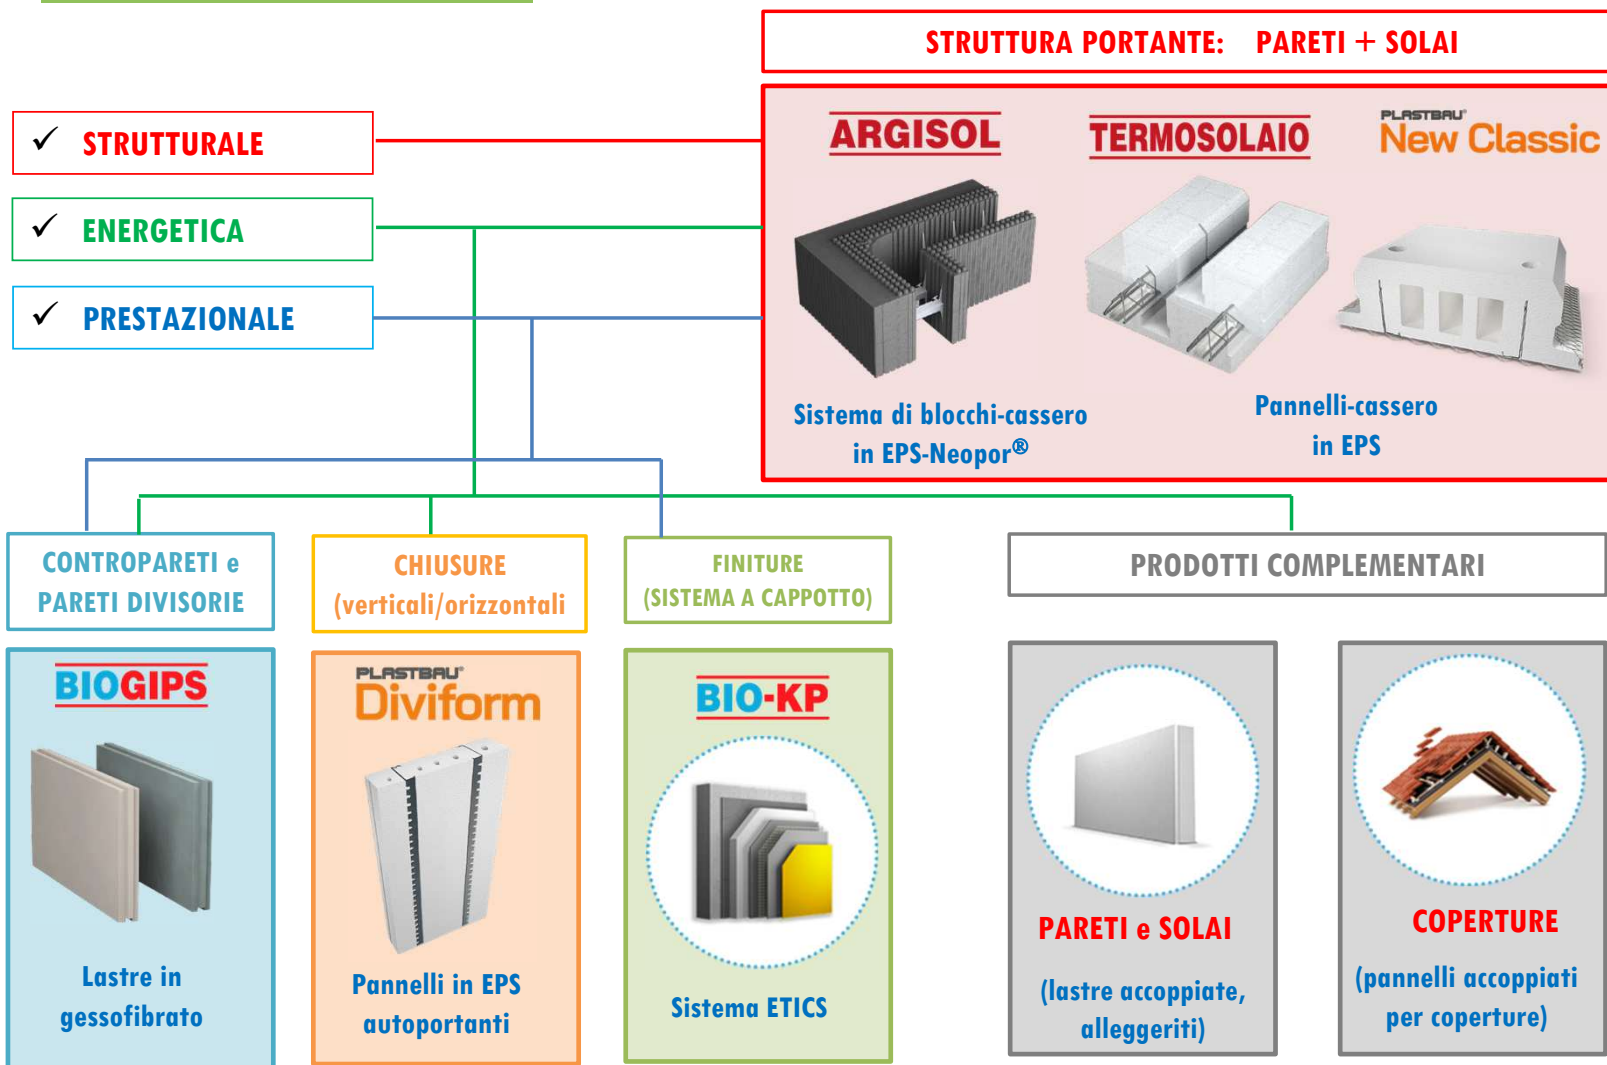 STRUTTURA PORTANTE: PARETI + SOLAI
✓ STRUTTURALE
✓ ENERGETICA
✓ PRESTAZIONALE
ARGISOL
TERMOSOLAIO
PLASTBAU®
New Classic
Sistema di blocchi-cassero
in EPS-Neopor®
Pannelli-cassero
in EPS
CONTROPARETI e
PARETI DIVISORIE
CHIUSURE
(verticali/orizzontali
FINITURE
(SISTEMA A CAPPOTTO)
PRODOTTI COMPLEMENTARI
BIOGIPS
Lastre in
gessofibrato
PLASTBAU®
Diviform
Pannelli in EPS
autoportanti
BIO-KP
Sistema ETICS
PARETI e SOLAI
(lastre accoppiate,
alleggeriti)
COPERTURE
(pannelli accoppiati
per coperture)